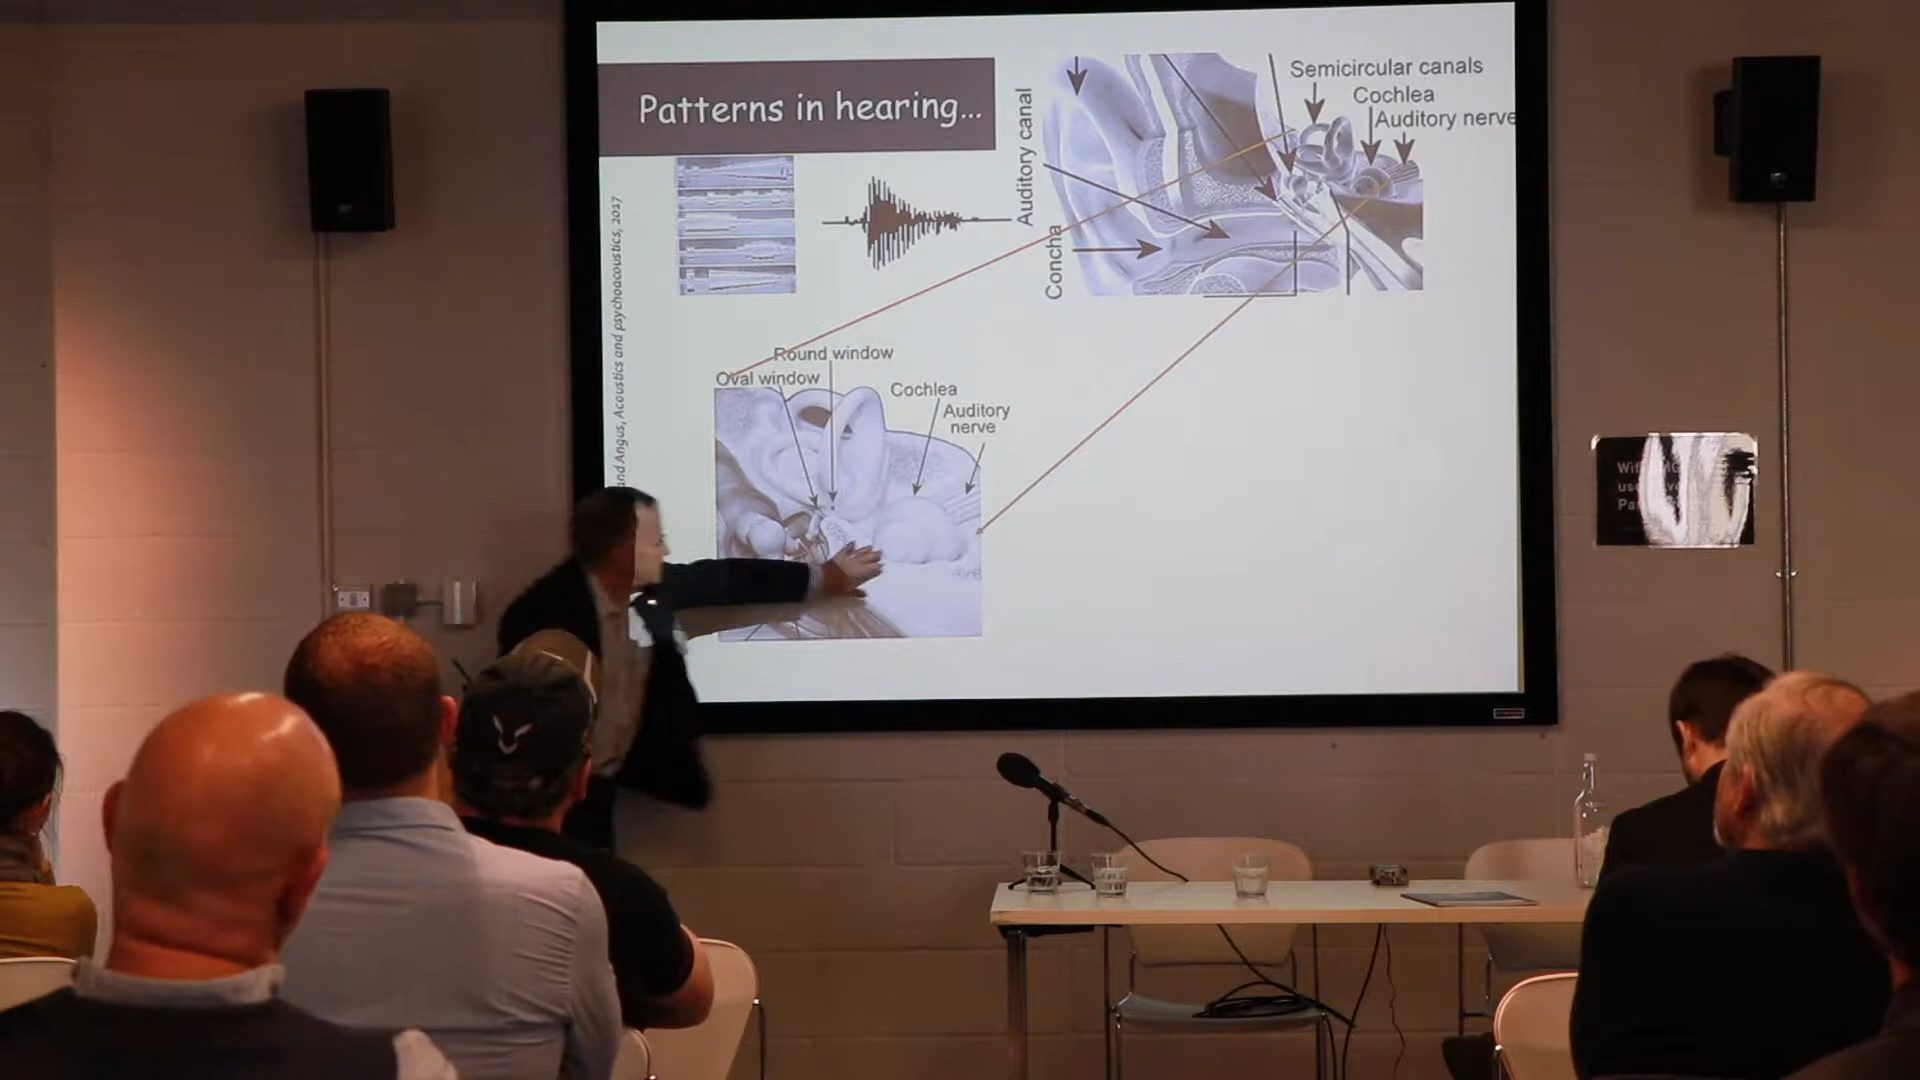 Patterns in hearing...
Semicircular canals
Cochlea
Auditory nerve
Auditory canal
Concha
and Angus, Acoustics and psychoacoustics, 2017
Round window
Oval window
Cochlea
Auditory
nerve